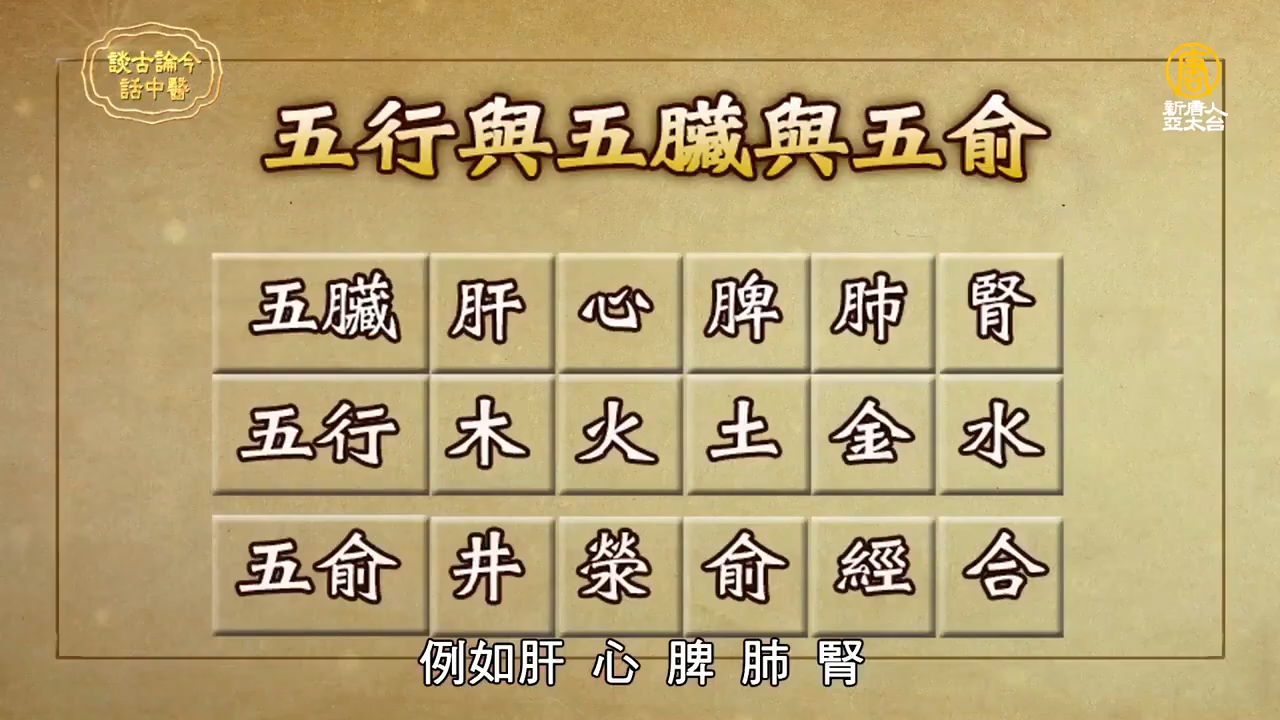 談古論今
話中醫
唐
新唐人
亞太台
五行與五臟與五俞
五臟 肝 心 脾 肺 腎
五行 木 火 土 金 水
五俞 井 滎 俞 經 合
例如肝 心 脾 肺 腎